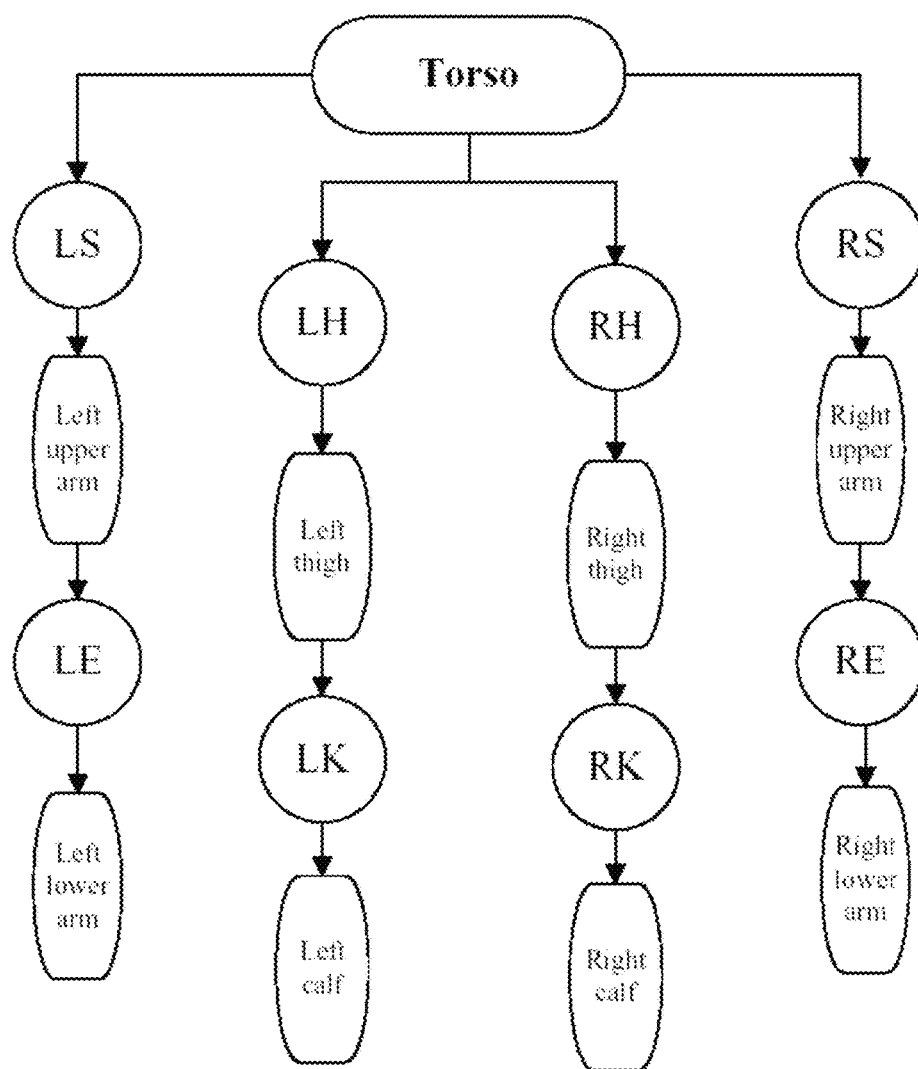 Torso
LS
RS
LH
RH
Left
upper
arm
Right
upper
arm
Left
thigh
Right
thigh
LE
RE
LK
RK
Left
lower
arm
Right
lower
arm
Left
calf
Right
calf